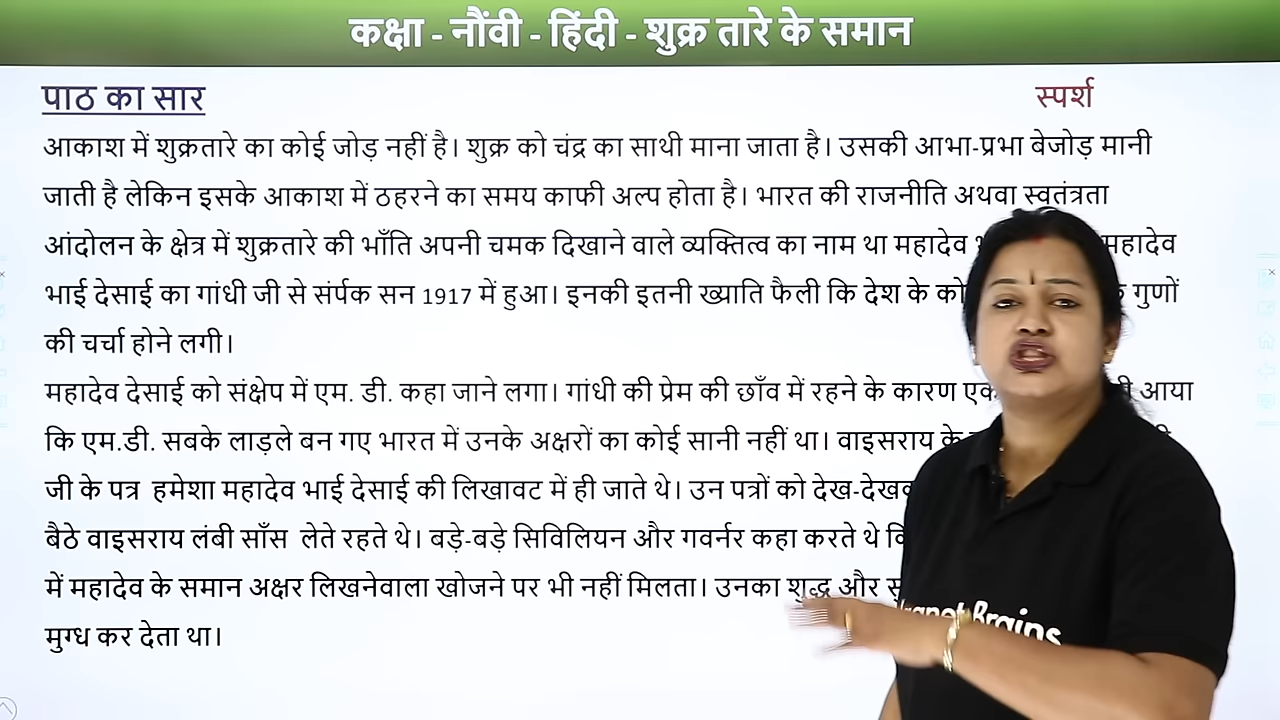 कक्षा - नौंवी - हिंदी - शुक्र तारे के समान
पाठ का सार
स्पर्श
आकाश में शुक्रतारे का कोई जोड़ नहीं है। शुक्र को चंद्र का साथी माना जाता है। उसकी आभा-प्रभा बेजोड़ मानी
जाती है लेकिन इसके आकाश में ठहरने का समय काफी अल्प होता है। भारत की राजनीति अथवा स्वतंत्रता
आंदोलन के क्षेत्र में शुक्रतारे की भाँति अपनी चमक दिखाने वाले व्यक्तित्व का नाम था महादेव महादेव
भाई देसाई का गांधी जी से संर्पक सन 1917 में हुआ। इनकी इतनी ख्याति फैली कि देश के गुणों
की चर्चा होने लगी।
महादेव देसाई को संक्षेप में एम. डी. कहा जाने लगा। गांधी की प्रेम की छाँव में रहने के कारण आया
कि एम.डी. सबके लाड़ले बन गए भारत में उनके अक्षरों का कोई सानी नहीं था। वाइसराय के
जी के पत्र हमेशा महादेव भाई देसाई की लिखावट में ही जाते थे। उन पत्रों को
बैठे वाइसराय लंबी साँस लेते रहते थे। बड़े-बड़े सिविलियन और गवर्नर कहा करते थे
में महादेव के समान अक्षर लिखनेवाला खोजने पर भी नहीं मिलता। उनका शुद्ध और
मुग्ध कर देता था।
Brains